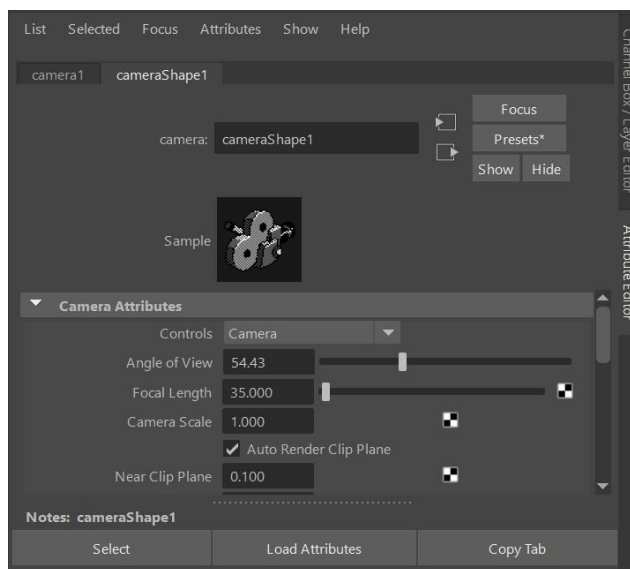 List Selected Focus Attributes Show Help
camera1 cameraShape1
camera: cameraShape1
Focus
Presets*
Show Hide
Sample
Camera Attributes
Controls Camera
Angle of View 54.43
Focal Length 35.000
Camera Scale 1.000
Auto Render Clip Plane
Near Clip Plane 0.100
Notes: cameraShape1
Select Load Attributes Copy Tab
Channel Box / Layer Editor
Attribute Editor